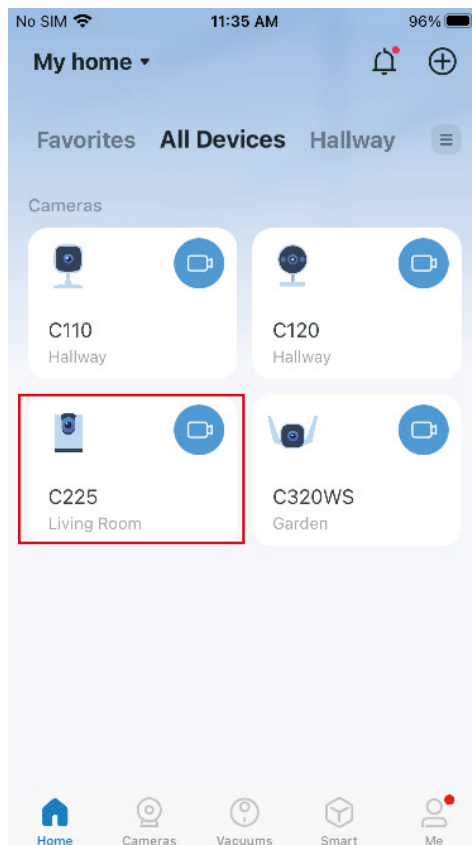 No SIM 11:35 AM 96%
My home
Favorites All Devices Hallway
Cameras
C110
Hallway
C120
Hallway
C225
Living Room
C320WS
Garden
Home Cameras Vacuums Smart Me